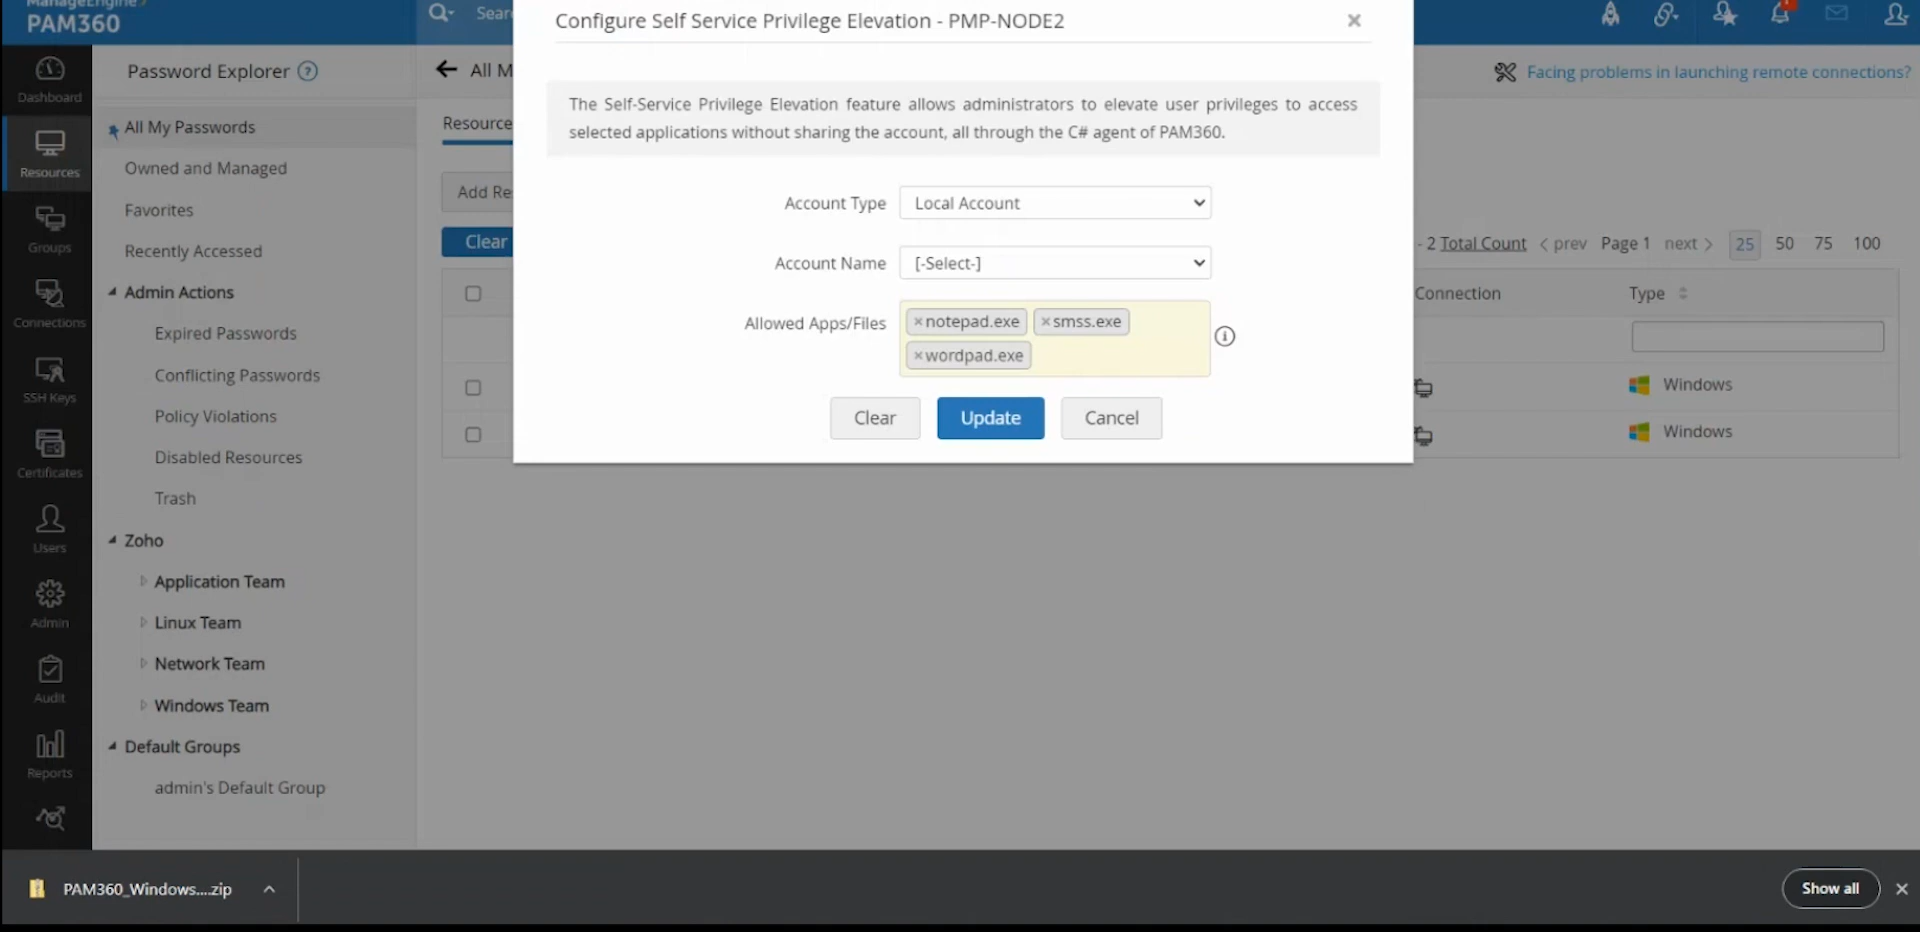 ManageEngine
PAM360
Sear
Configure Self Service Privilege Elevation - PMP-NODE2
×
Dashboard
Resources
Groups
Connections
SSH Keys
Certificates
Users
Admin
Audit
Reports
Password Explorer ?
All My Passwords
Owned and Managed
Favorites
Recently Accessed
Admin Actions
Expired Passwords
Conflicting Passwords
Policy Violations
Disabled Resources
Trash
Zoho
Application Team
Linux Team
Network Team
Windows Team
Default Groups
admin's Default Group
All M
Resource
Add Re
Clear
The Self-Service Privilege Elevation feature allows administrators to elevate user privileges to access
selected applications without sharing the account, all through the C# agent of PAM360.
Account Type Local Account
Account Name [-Select-]
Allowed Apps/Files ×notepad.exe ×smss.exe
×wordpad.exe
Clear Update Cancel
Facing problems in launching remote connections?
- 2 Total Count < prev Page 1 next > 25 50 75 100
Connection Type
Windows
Windows
PAM360_Windows....zip
Show all ×